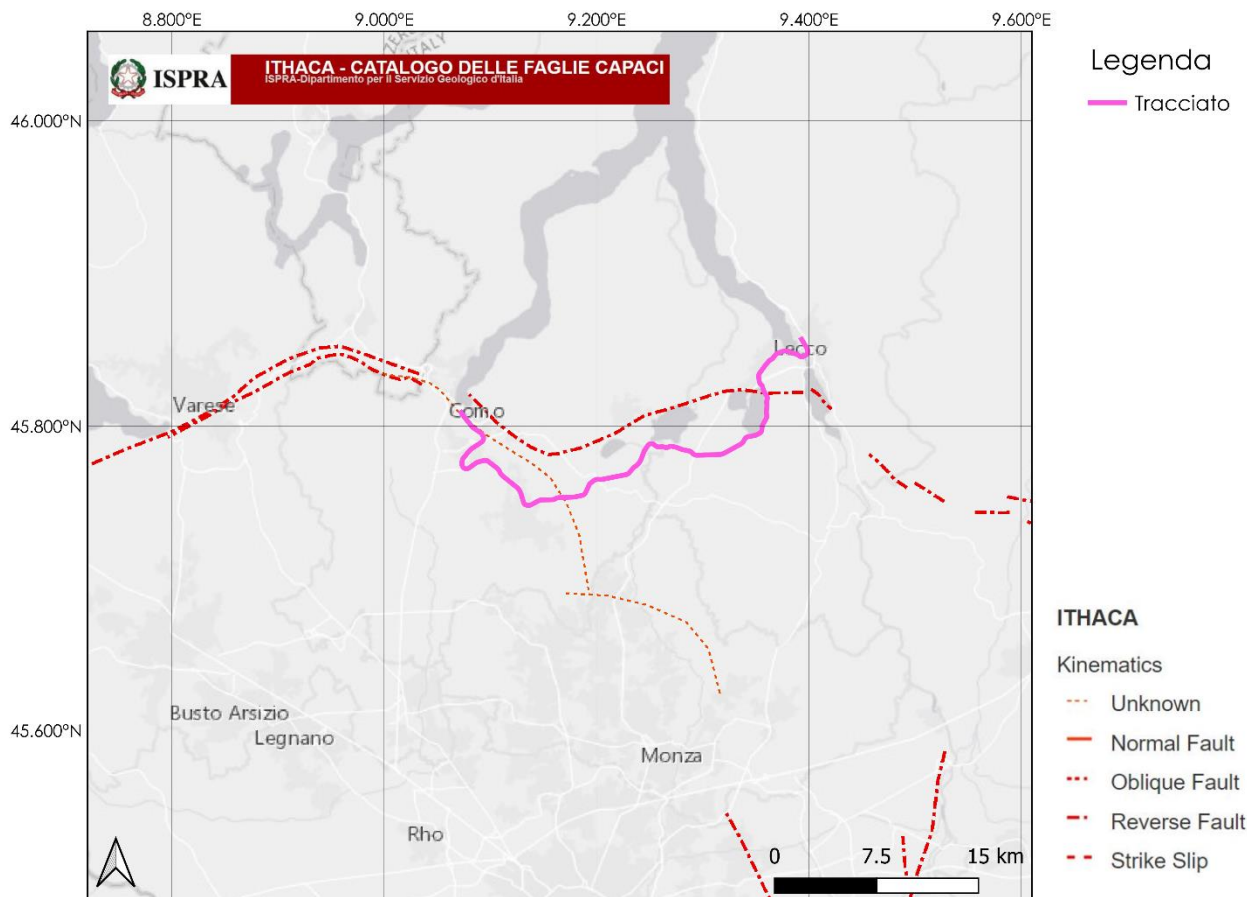 8.800°E 9.000°E 9.200°E 9.400°E 9.600°E
ISPRA
ITHACA - CATALOGO DELLE FAGLIE CAPACI
ISPRA-Dipartimento per il Servizio Geologico d'Italia
ITALY
Legenda
Tracciato
46.000°N
Lecco
Varese
Como
45.800°N
ITHACA
Kinematics
Unknown
Busto Arsizio
45.600°N
Legnano
Monza
Normal Fault
Oblique Fault
Rho
Reverse Fault
0 7.5 15 km
Strike Slip